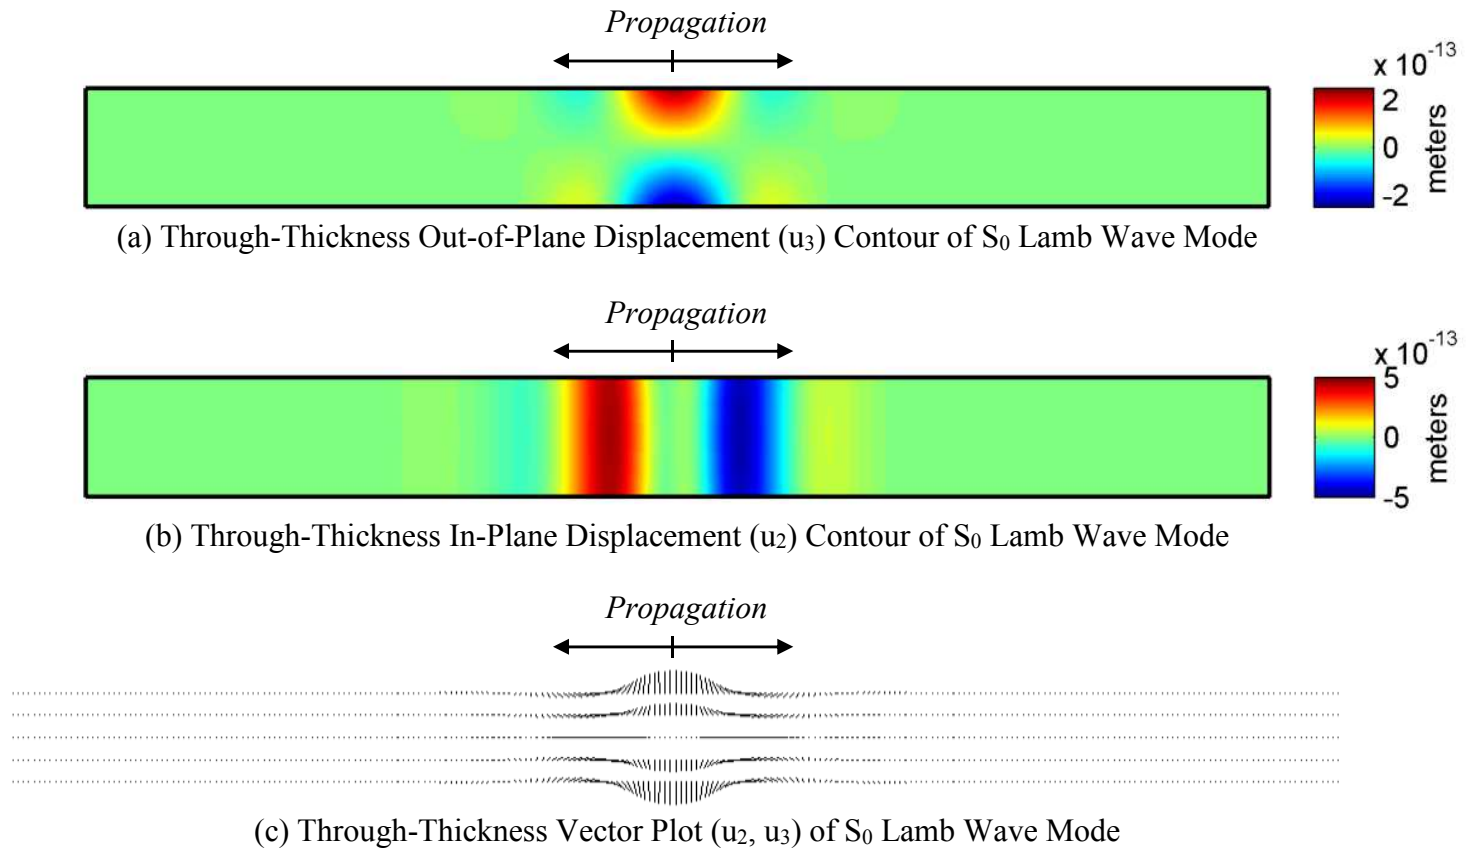 Propagation
x 10⁻¹³
2
0
-2
meters
(a) Through-Thickness Out-of-Plane Displacement (u₃) Contour of S₀ Lamb Wave Mode
Propagation
x 10⁻¹³
5
0
-5
meters
(b) Through-Thickness In-Plane Displacement (u₂) Contour of S₀ Lamb Wave Mode
Propagation
(c) Through-Thickness Vector Plot (u₂, u₃) of S₀ Lamb Wave Mode